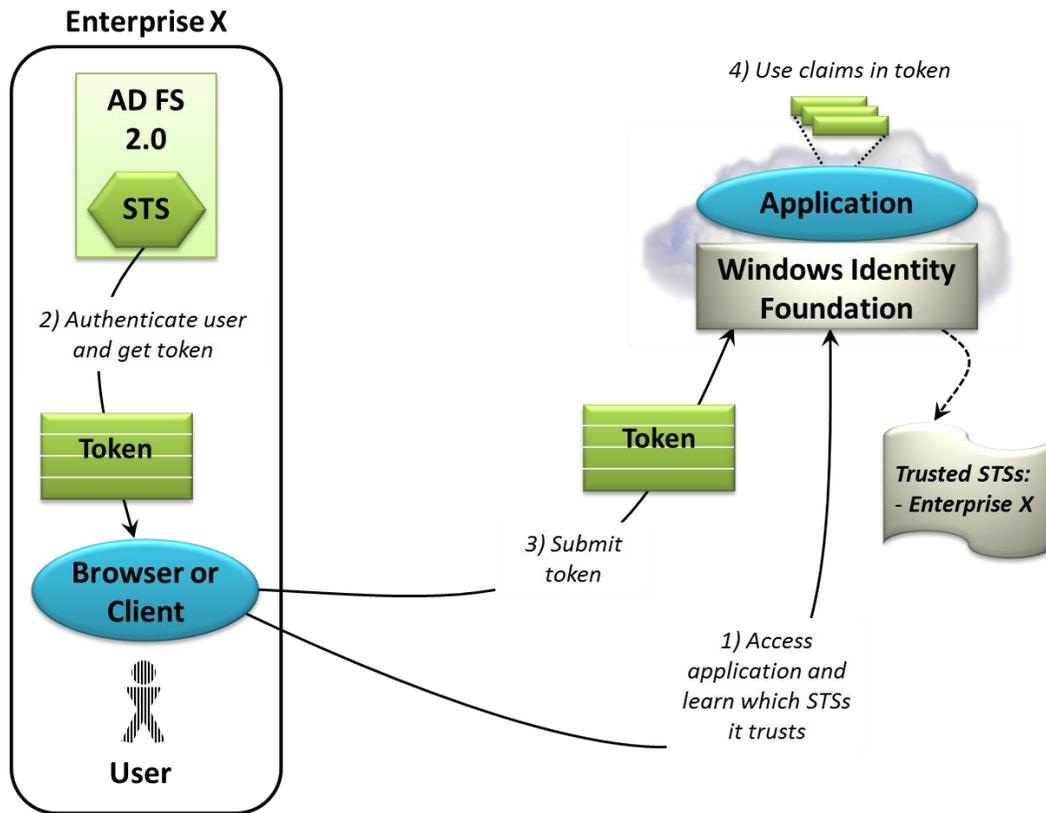 Enterprise X
AD FS
2.0
STS
2) Authenticate user
and get token
Token
Browser or
Client
User
4) Use claims in token
Application
Windows Identity
Foundation
Token
Trusted STSs:
- Enterprise X
3) Submit
token
1) Access
application and
learn which STSs
it trusts